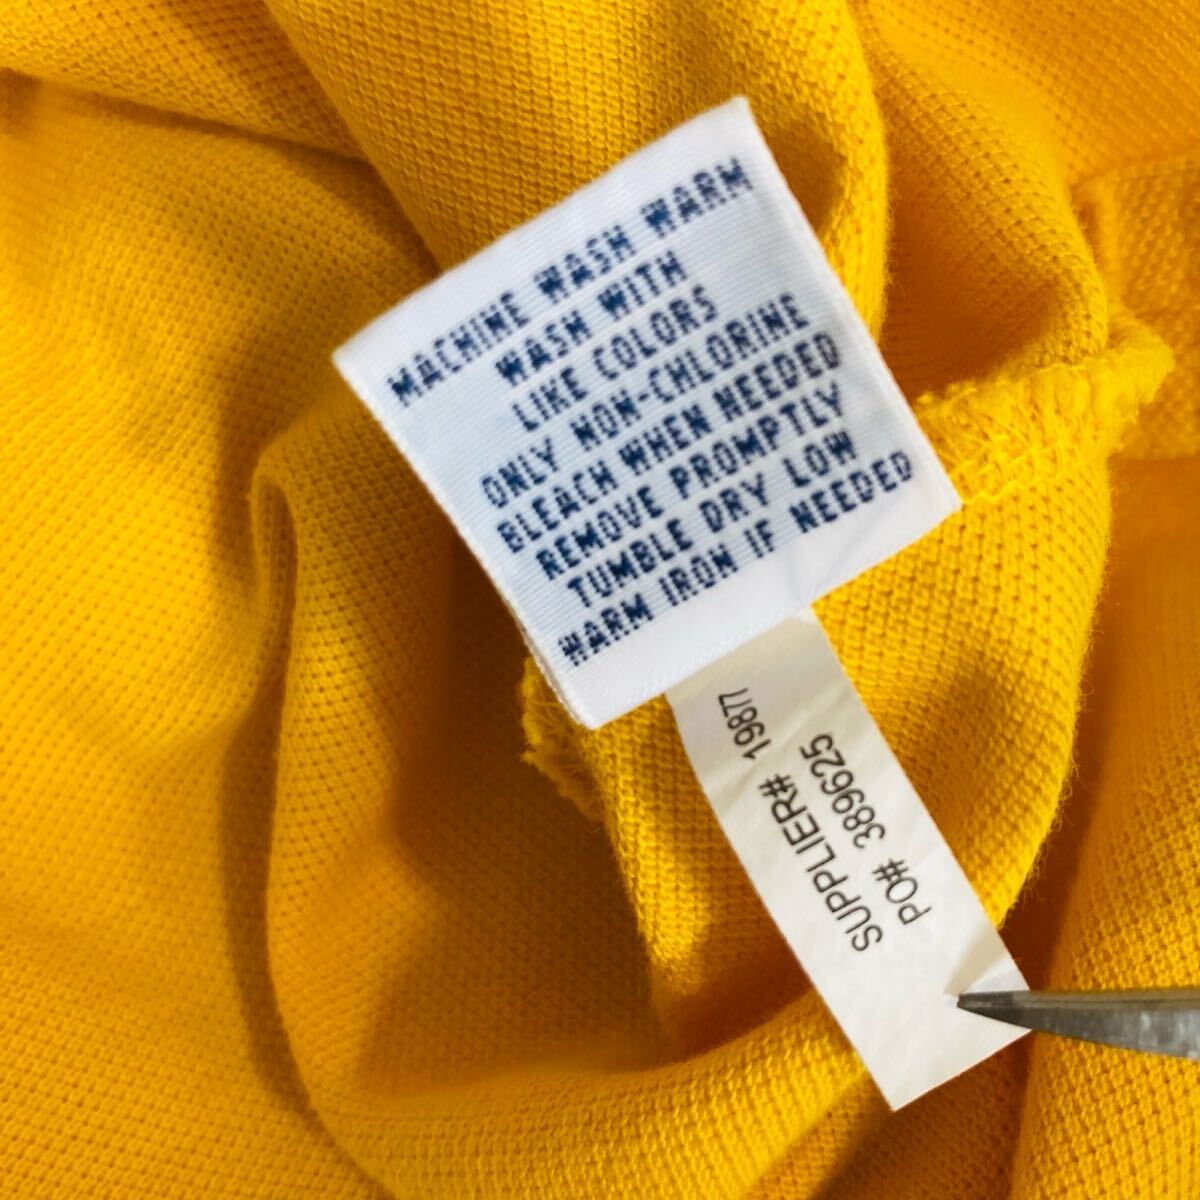 MACHINE WASH WARM
WASH WITH
LIKE COLORS
ONLY NON-CHLORINE
BLEACH WHEN NEEDED
REMOVE PROMPTLY
TUMBLE DRY LOW
WARM IRON IF NEEDED
SUPPLIER# 19877
PO# 389625